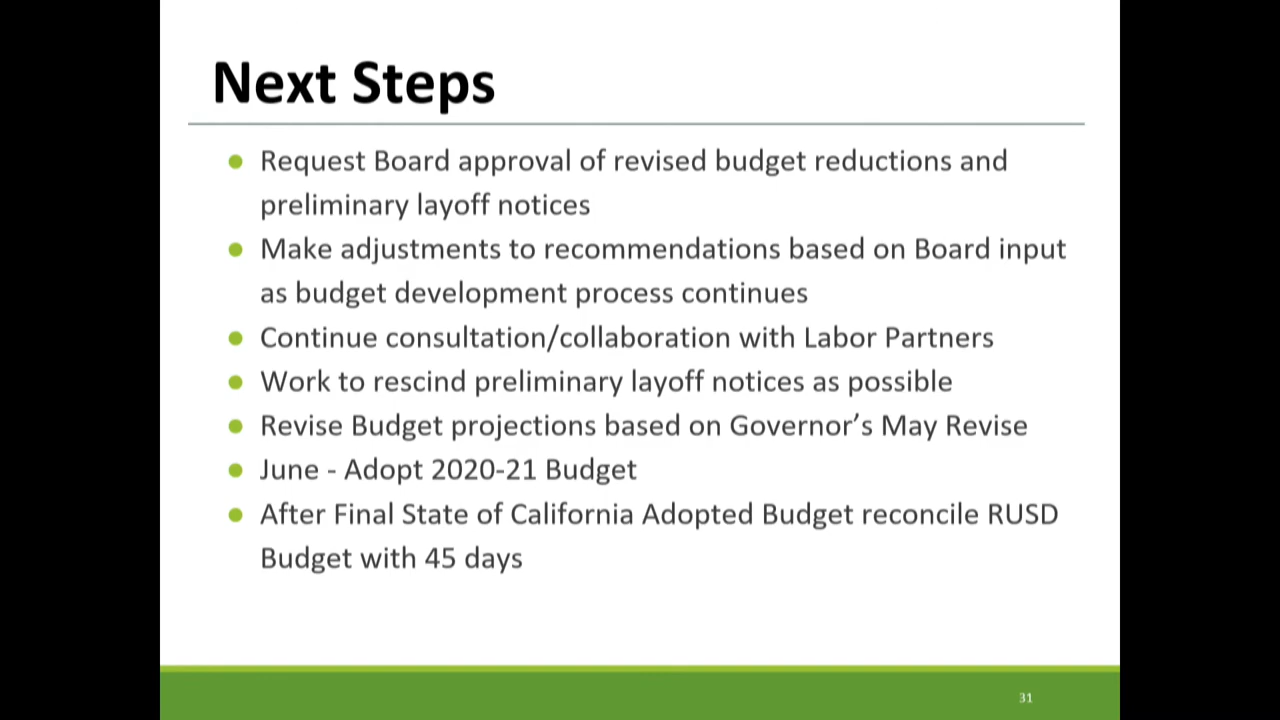 Next Steps
Request Board approval of revised budget reductions and
preliminary layoff notices
Make adjustments to recommendations based on Board input
as budget development process continues
Continue consultation/collaboration with Labor Partners
Work to rescind preliminary layoff notices as possible
Revise Budget projections based on Governor’s May Revise
June - Adopt 2020-21 Budget
After Final State of California Adopted Budget reconcile RUSD
Budget with 45 days
31